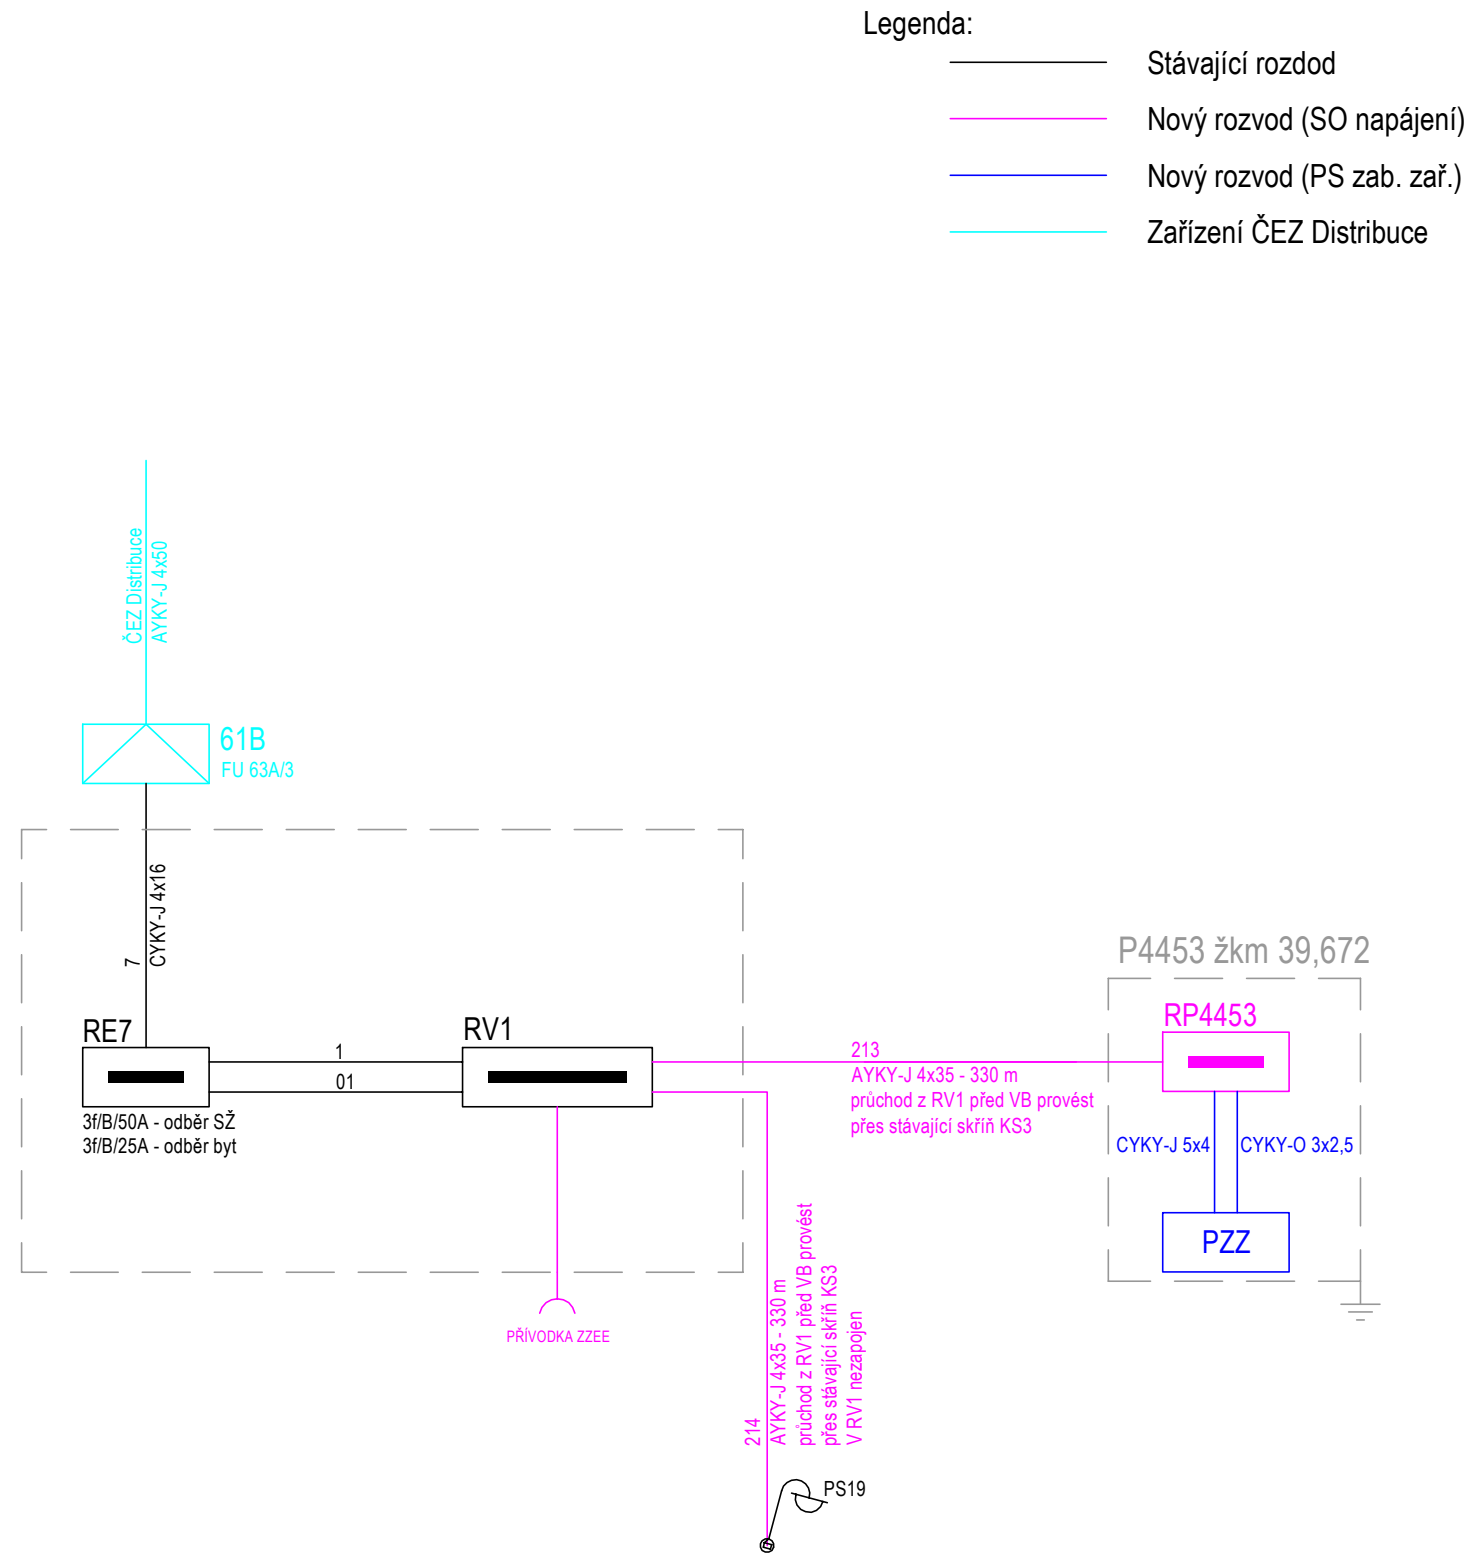 Legenda:
Stávající rozdod
Nový rozvod (SO napájení)
Nový rozvod (PS zab. zař.)
Zařízení ČEZ Distribuce
ČEZ Distribuce
AYKY-J 4x50
61B
FU 63A/3
7
CYKY-J 4x16
RE7
3f/B/50A - odběr SŽ
3f/B/25A - odběr byt
1
01
RV1
PŘÍVODKA ZZEE
213
AYKY-J 4x35 - 330 m
průchod z RV1 před VB provést
přes stávající skříň KS3
214
AYKY-J 4x35 - 330 m
průchod z RV1 před VB provést
přes stávající skříň KS3
V RV1 nezapojen
PS19
P4453 žkm 39,672
RP4453
CYKY-J 5x4
CYKY-O 3x2,5
PZZ